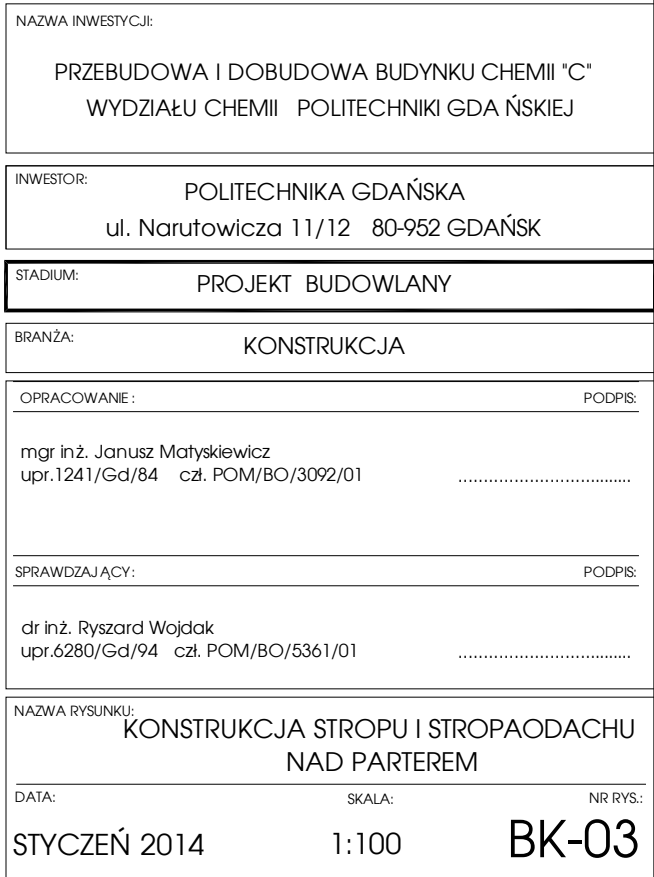 NAZWA INWESTYCJI:
PRZEBUDOWA I DOBUDOWA BUDYNKU CHEMII "C"
WYDZIAŁU CHEMII POLITECHNIKI GDA ŃSKIEJ
INWESTOR:
POLITECHNIKA GDAŃSKA
ul. Narutowicza 11/12 80-952 GDAŃSK
STADIUM:
PROJEKT BUDOWLANY
BRANŻA:
KONSTRUKCJA
OPRACOWANIE : PODPIS:
mgr inż. Janusz Matyskiewicz
upr.1241/Gd/84 czł. POM/BO/3092/01 ....................................
SPRAWDZAJĄCY: PODPIS:
dr inż. Ryszard Wojdak
upr.6280/Gd/94 czł. POM/BO/5361/01 ....................................
NAZWA RYSUNKU:
KONSTRUKCJA STROPU I STROPAODACHU
NAD PARTEREM
DATA: SKALA: NR RYS.:
STYCZEŃ 2014 1:100 BK-03